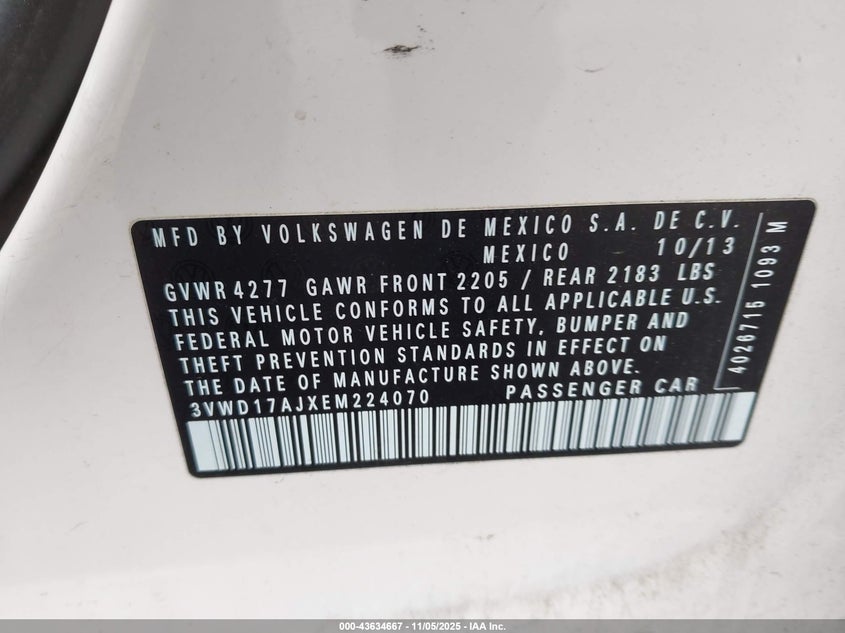 MFD BY VOLKSWAGEN DE MEXICO S.A. DE C.V.
MEXICO 10/13
GVWR 4277 GAWR FRONT 2205 / REAR 2183 LBS
THIS VEHICLE CONFORMS TO ALL APPLICABLE U.S.
FEDERAL MOTOR VEHICLE SAFETY, BUMPER AND
THEFT PREVENTION STANDARDS IN EFFECT ON
THE DATE OF MANUFACTURE SHOWN ABOVE.
3VWD17AJXEM224070 PASSENGER CAR
4026715 1093 M
000-43634667 - 11/05/2025 - IAA Inc.